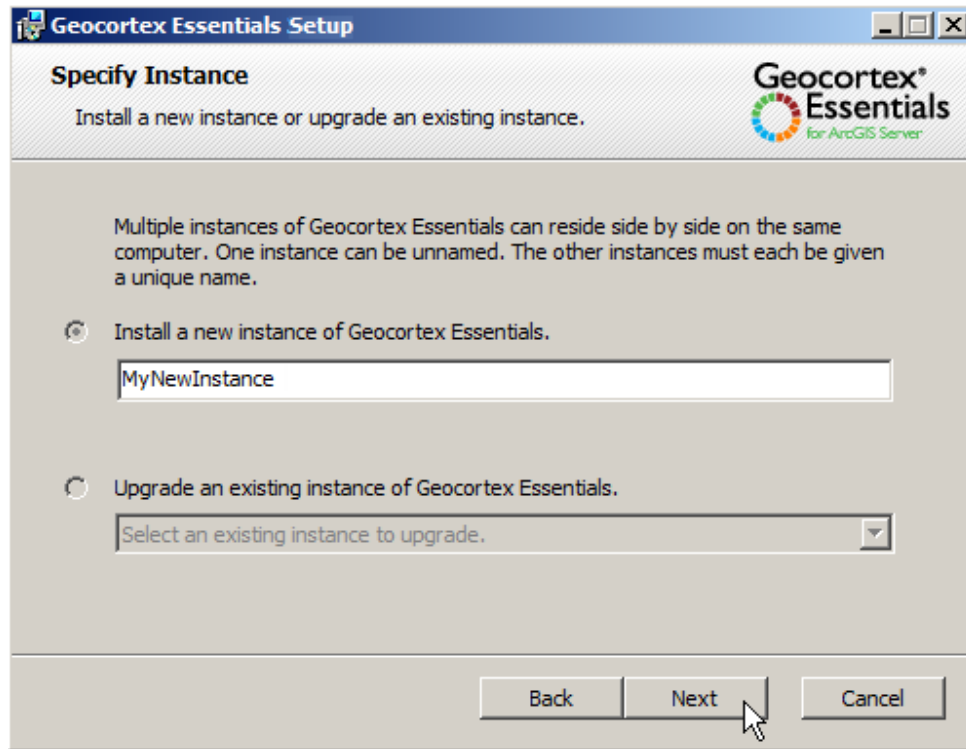 Geocortex Essentials Setup
Specify Instance
Install a new instance or upgrade an existing instance.
Geocortex®
Essentials
for ArcGIS Server
Multiple instances of Geocortex Essentials can reside side by side on the same
computer. One instance can be unnamed. The other instances must each be given
a unique name.
Install a new instance of Geocortex Essentials.
MyNewInstance
Upgrade an existing instance of Geocortex Essentials.
Select an existing instance to upgrade.
Back Next Cancel